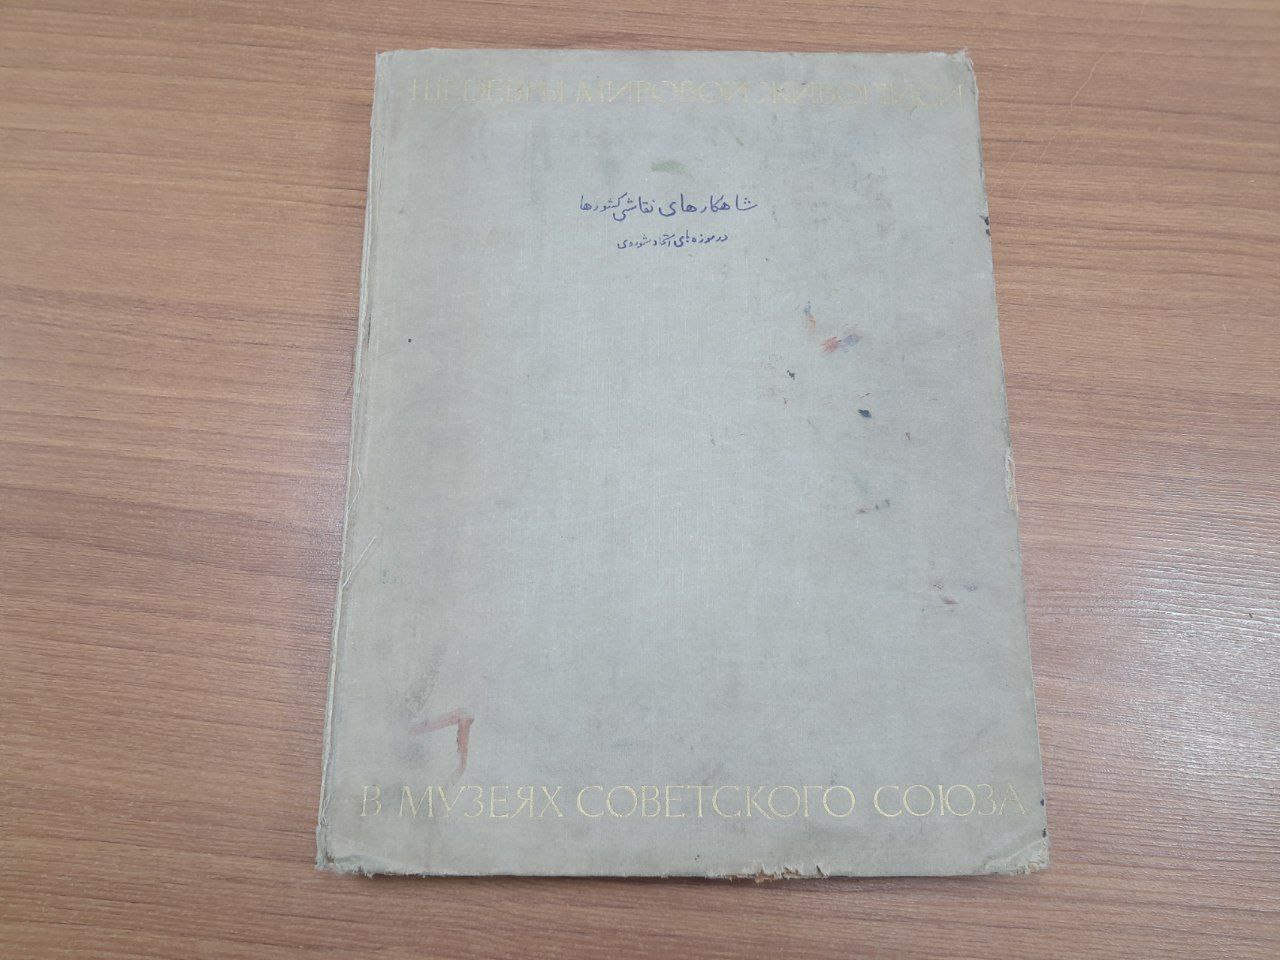 ШЕДЕВРЫ МИРОВОЙ ЖИВОПИСИ
شاهکارهای نقاشی کشورها
در موزه های اتحاد شوروی
В МУЗЕЯХ СОВЕТСКОГО СОЮЗА